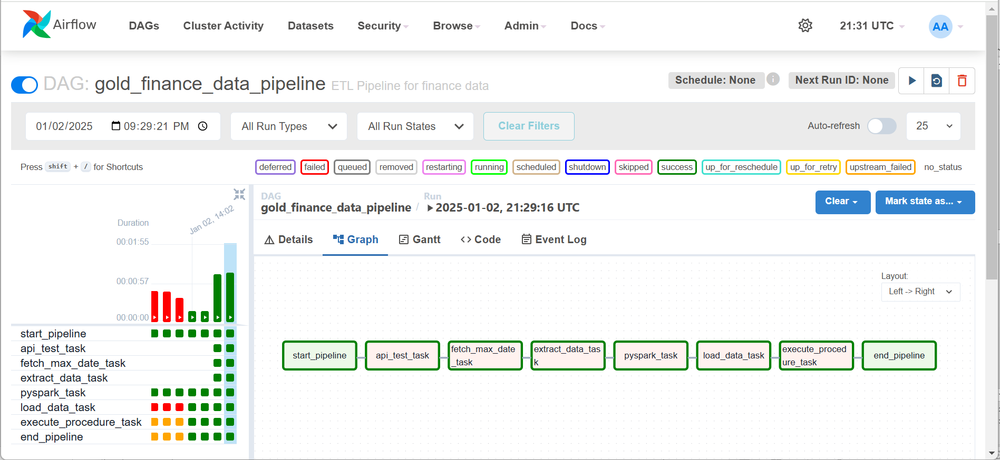 Airflow DAGs Cluster Activity Datasets Security Browse Admin Docs 21:31 UTC AA
DAG: gold_finance_data_pipeline ETL Pipeline for finance data Schedule: None i Next Run ID: None
01/02/2025 09:29:21 PM All Run Types All Run States Clear Filters Auto-refresh 25
Press shift + / for Shortcuts deferred failed queued removed restarting running scheduled shutdown skipped success up_for_reschedule up_for_retry upstream_failed no_status
DAG Run
gold_finance_data_pipeline / 2025-01-02, 21:29:16 UTC Clear Mark state as...
Details Graph Gantt Code Event Log
Jan 02, 14:02
Duration
00:01:55
00:00:57
00:00:00
start_pipeline
api_test_task
fetch_max_date_task
extract_data_task
pyspark_task
load_data_task
execute_procedure_task
end_pipeline
Layout:
Left -> Right
start_pipeline
api_test_task
fetch_max_date
_task
extract_data_tas
k
pyspark_task
load_data_task
execute_proced
ure_task
end_pipeline